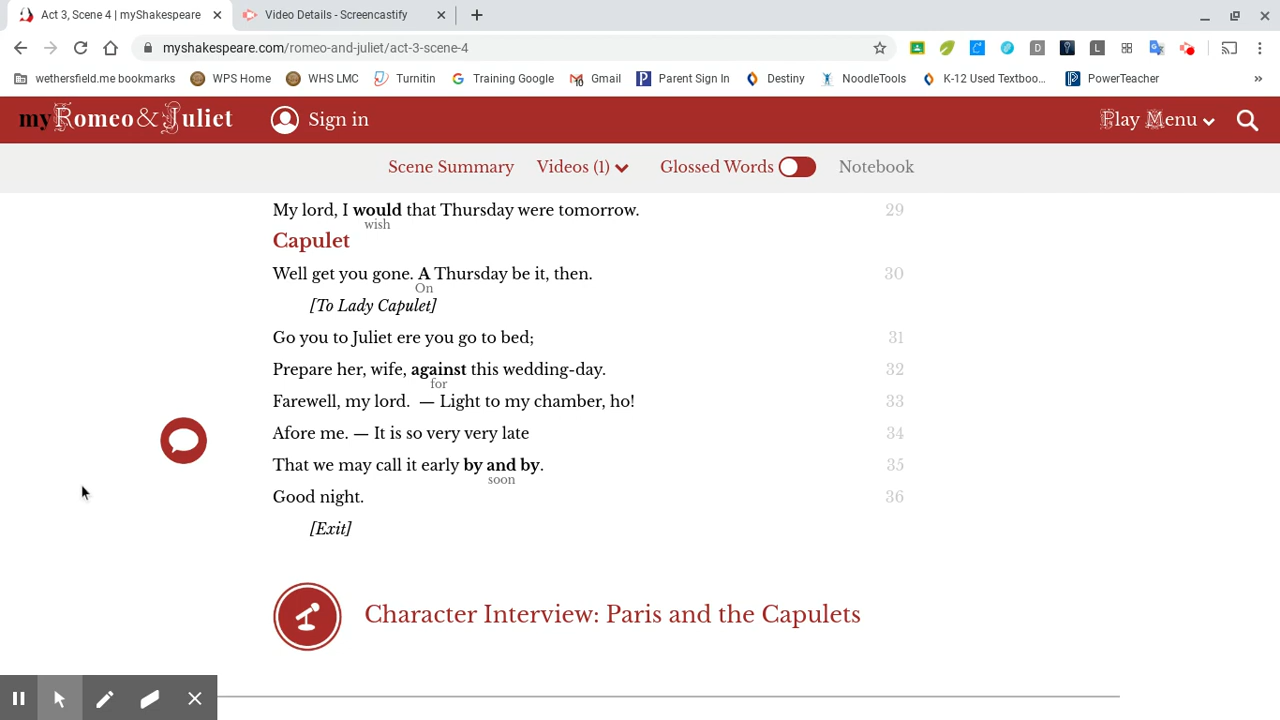 Act 3, Scene 4 | myShakespeare
Video Details - Screencastify
myshakespeare.com/romeo-and-juliet/act-3-scene-4
wethersfield.me bookmarks
WPS Home
WHS LMC
Turnitin
Training Google
10
Gmail
Parent Sign In
Destiny
NoodleTools
K-12 Used Textboo...
PowerTeacher
»
myRomeo&Juliet
Sign in
Play Menu
Scene Summary
Videos (1)
Glossed Words
Notebook
My lord, I would that Thursday were tomorrow. 29
wish
Capulet
Well get you gone. A Thursday be it, then. 30
On
[To Lady Capulet]
Go you to Juliet ere you go to bed; 31
Prepare her, wife, against this wedding-day. 32
for
Farewell, my lord. — Light to my chamber, ho! 33
Afore me. — It is so very very late 34
That we may call it early by and by. 35
soon
Good night. 36
[Exit]
Character Interview: Paris and the Capulets